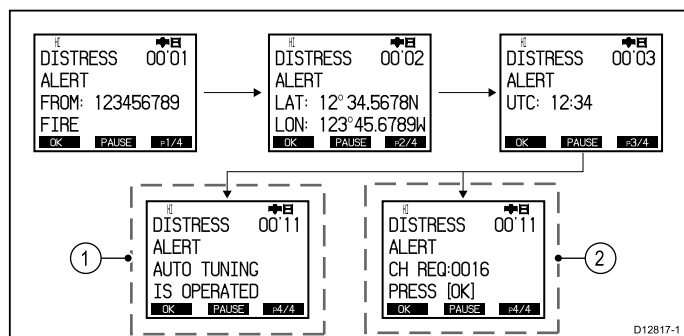 HI
DISTRESS 00'01
ALERT
FROM: 123456789
FIRE
OK PAUSE P1/4
HI
DISTRESS 00'02
ALERT
LAT: 12°34.5678N
LON: 123°45.6789W
OK PAUSE P2/4
HI
DISTRESS 00'03
ALERT
UTC: 12:34
OK PAUSE P3/4
1
HI
DISTRESS 00'11
ALERT
AUTO TUNING
IS OPERATED
OK PAUSE P4/4
HI
DISTRESS 00'11
ALERT
CH REQ:0016
PRESS [OK]
OK PAUSE P4/4
2
D12817-1